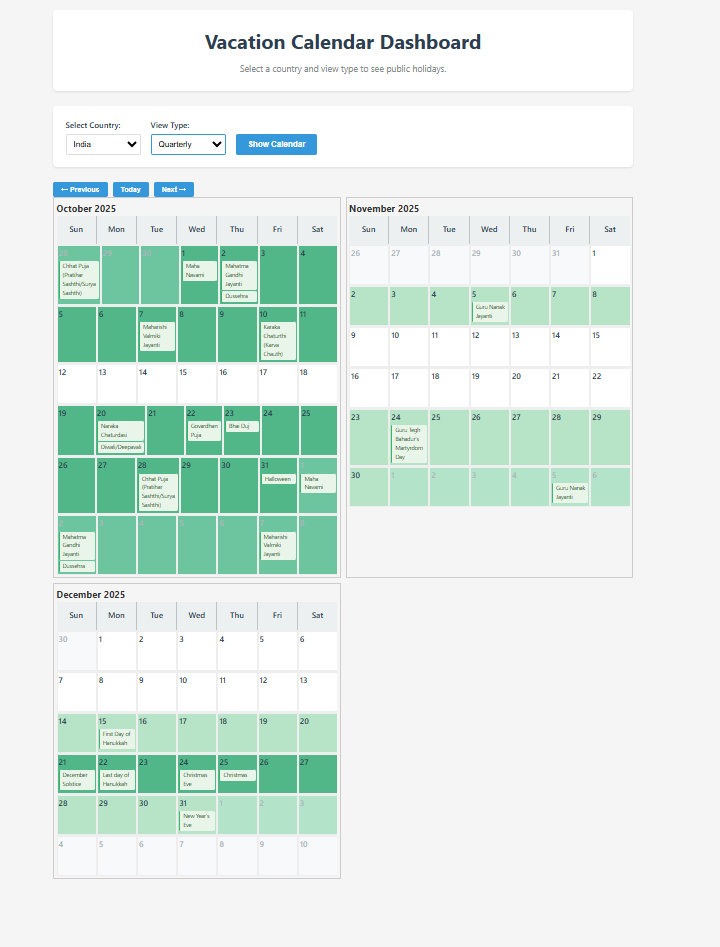 Vacation Calendar Dashboard
Select a country and view type to see public holidays.
Select Country:
View Type:
India
Quarterly
Show Calendar
← Previous
Today
Next →
October 2025
Sun Mon Tue Wed Thu Fri Sat
28 29 30 1 2 3 4
Chhat Puja
(Pratihar
Sashthi/Surya
Sashthi)
Maha
Navami
Mahatma
Gandhi
Jayanti
Dussehra
5 6 7 8 9 10 11
Maharishi
Valmiki
Jayanti
Karaka
Chaturthi
(Karva
Chauth)
12 13 14 15 16 17 18
19 20 21 22 23 24 25
Naraka
Chaturdasi
Diwali/Deepavali
Govardhan
Puja
Bhai Duj
26 27 28 29 30 31 1
Chhat Puja
(Pratihar
Sashthi/Surya
Sashthi)
Halloween
Maha
Navami
2 3 4 5 6 7 8
Mahatma
Gandhi
Jayanti
Dussehra
Maharishi
Valmiki
Jayanti
November 2025
Sun Mon Tue Wed Thu Fri Sat
26 27 28 29 30 31 1
2 3 4 5 6 7 8
Guru Nanak
Jayanti
9 10 11 12 13 14 15
16 17 18 19 20 21 22
23 24 25 26 27 28 29
Guru Tegh
Bahadur's
Martyrdom
Day
30 1 2 3 4 5 6
Guru Nanak
Jayanti
December 2025
Sun Mon Tue Wed Thu Fri Sat
30 1 2 3 4 5 6
7 8 9 10 11 12 13
14 15 16 17 18 19 20
First Day of
Hanukkah
21 22 23 24 25 26 27
December
Solstice
Last day of
Hanukkah
Christmas
Eve
Christmas
28 29 30 31 1 2 3
New Year's
Eve
4 5 6 7 8 9 10